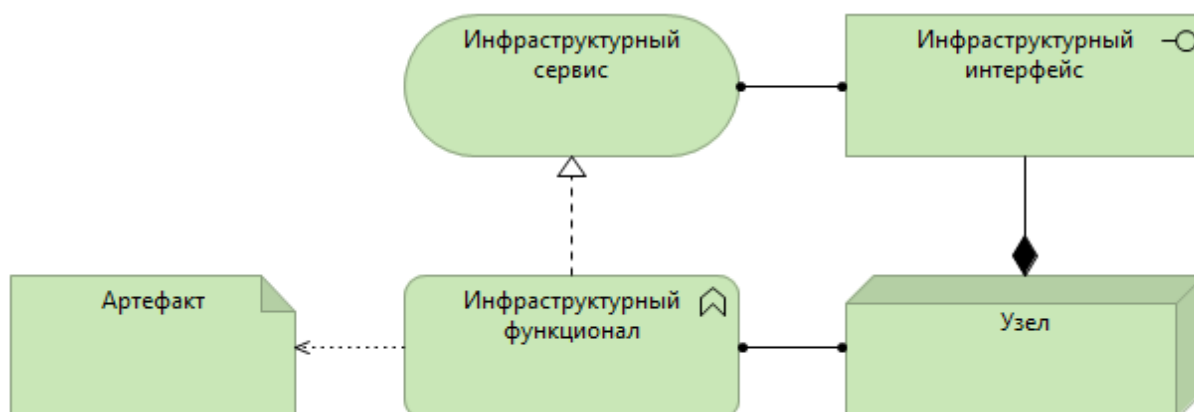 Инфраструктурный
сервис
Инфраструктурный
интерфейс
Артефакт
Инфраструктурный
функционал
Узел